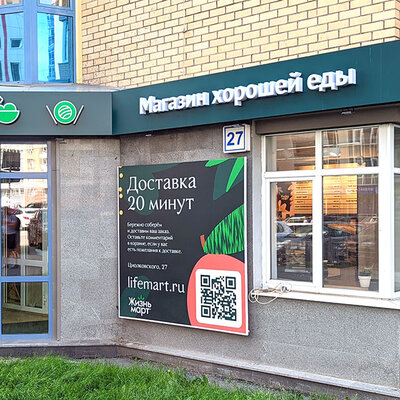 Магазин хорошей еды
27
Доставка
20 минут
Бережно соберём
и доставим ваш заказ.
Оставьте комментарий
в корзине, если у вас
есть пожелания к доставке.
Циолковского, 27
lifemart.ru
Жизнь
март